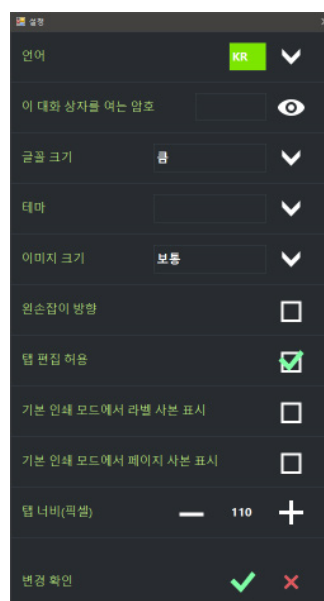 설정
언어 KR
이 대화 상자를 여는 암호
글꼴 크기 큼
테마
이미지 크기 보통
왼손잡이 방향
탭 편집 허용
기본 인쇄 모드에서 라벨 사본 표시
기본 인쇄 모드에서 페이지 사본 표시
탭 너비(픽셀) 110
변경 확인